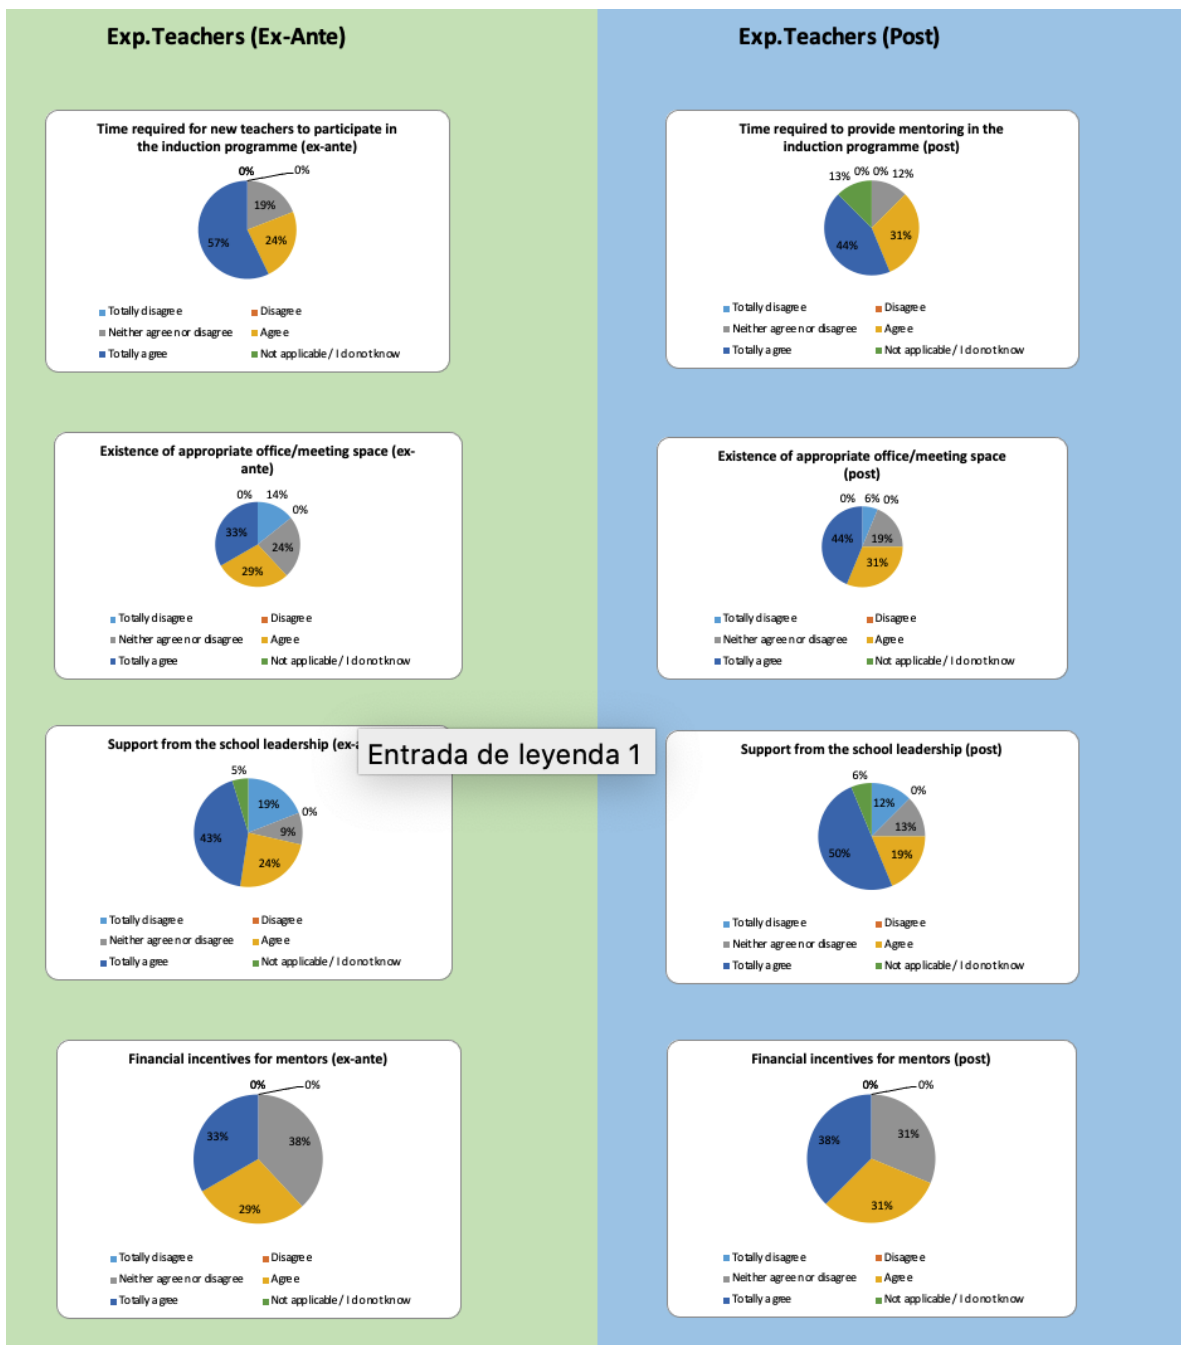 Exp.Teachers (Ex-Ante)
Exp.Teachers (Post)
Time required for new teachers to participate in
the induction programme (ex-ante)
0%
0%
19%
57%
24%
Totally disagree
Disagree
Neither agree nor disagree
Agree
Totally agree
Not applicable / I do not know
Time required to provide mentoring in the
induction programme (post)
13%
0%
0%
12%
31%
44%
Totally disagree
Disagree
Neither agree nor disagree
Agree
Totally agree
Not applicable / I do not know
Existence of appropriate office/meeting space (ex-
ante)
0%
14%
0%
33%
24%
29%
Totally disagree
Disagree
Neither agree nor disagree
Agree
Totally agree
Not applicable / I do not know
Existence of appropriate office/meeting space
(post)
0%
6%
0%
44%
19%
31%
Totally disagree
Disagree
Neither agree nor disagree
Agree
Totally agree
Not applicable / I do not know
Support from the school leadership (ex-
Entrada de leyenda 1
5%
19%
0%
43%
9%
24%
Totally disagree
Disagree
Neither agree nor disagree
Agree
Totally agree
Not applicable / I do not know
Support from the school leadership (post)
6%
12%
0%
13%
50%
19%
Totally disagree
Disagree
Neither agree nor disagree
Agree
Totally agree
Not applicable / I do not know
Financial incentives for mentors (ex-ante)
0%
0%
33%
38%
29%
Totally disagree
Disagree
Neither agree nor disagree
Agree
Totally agree
Not applicable / I do not know
Financial incentives for mentors (post)
0%
0%
38%
31%
31%
Totally disagree
Disagree
Neither agree nor disagree
Agree
Totally agree
Not applicable / I do not know